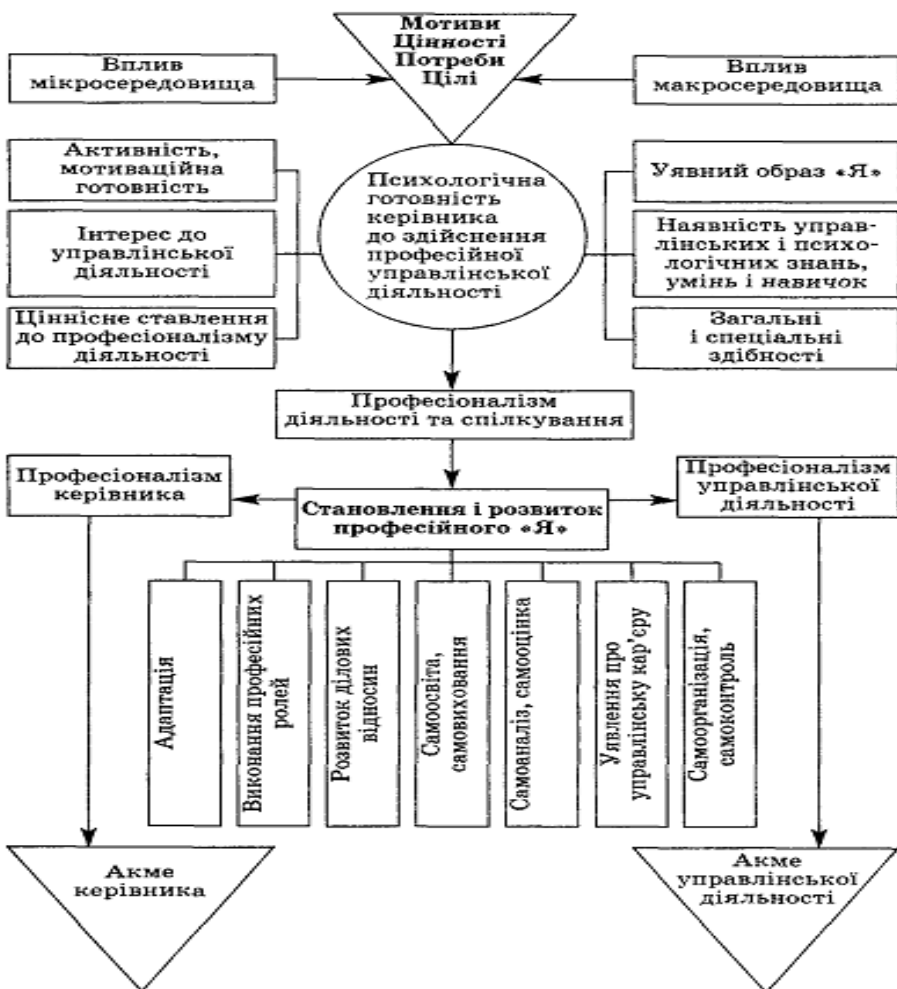 Мотиви
Цінності
Потреби
Цілі
Вплив
мікросередовища
Вплив
макросередовища
Активність,
мотиваційна
готовність
Інтерес до
управлінської
діяльності
Ціннісне ставлення
до професіоналізму
діяльності
Психологічна
готовність
керівника
до здійснення
професійної
управлінської
діяльності
Уявний образ «Я»
Наявність управ-
лінських і психо-
логічних знань,
умінь і навичок
Загальні
і спеціальні
здібності
Професіоналізм
діяльності та спілкування
Професіоналізм
керівника
Становлення і розвиток
професійного «Я»
Професіоналізм
управлінської
діяльності
Адаптація
Виконання професійних
ролей
Розвиток ділових
відносин
Самоосвіта,
самовиховання
Самоаналіз, самооцінка
Уявлення про
управлінську кар’єру
Самоорганізація,
самоконтроль
Акме
керівника
Акме
управлінської
діяльності